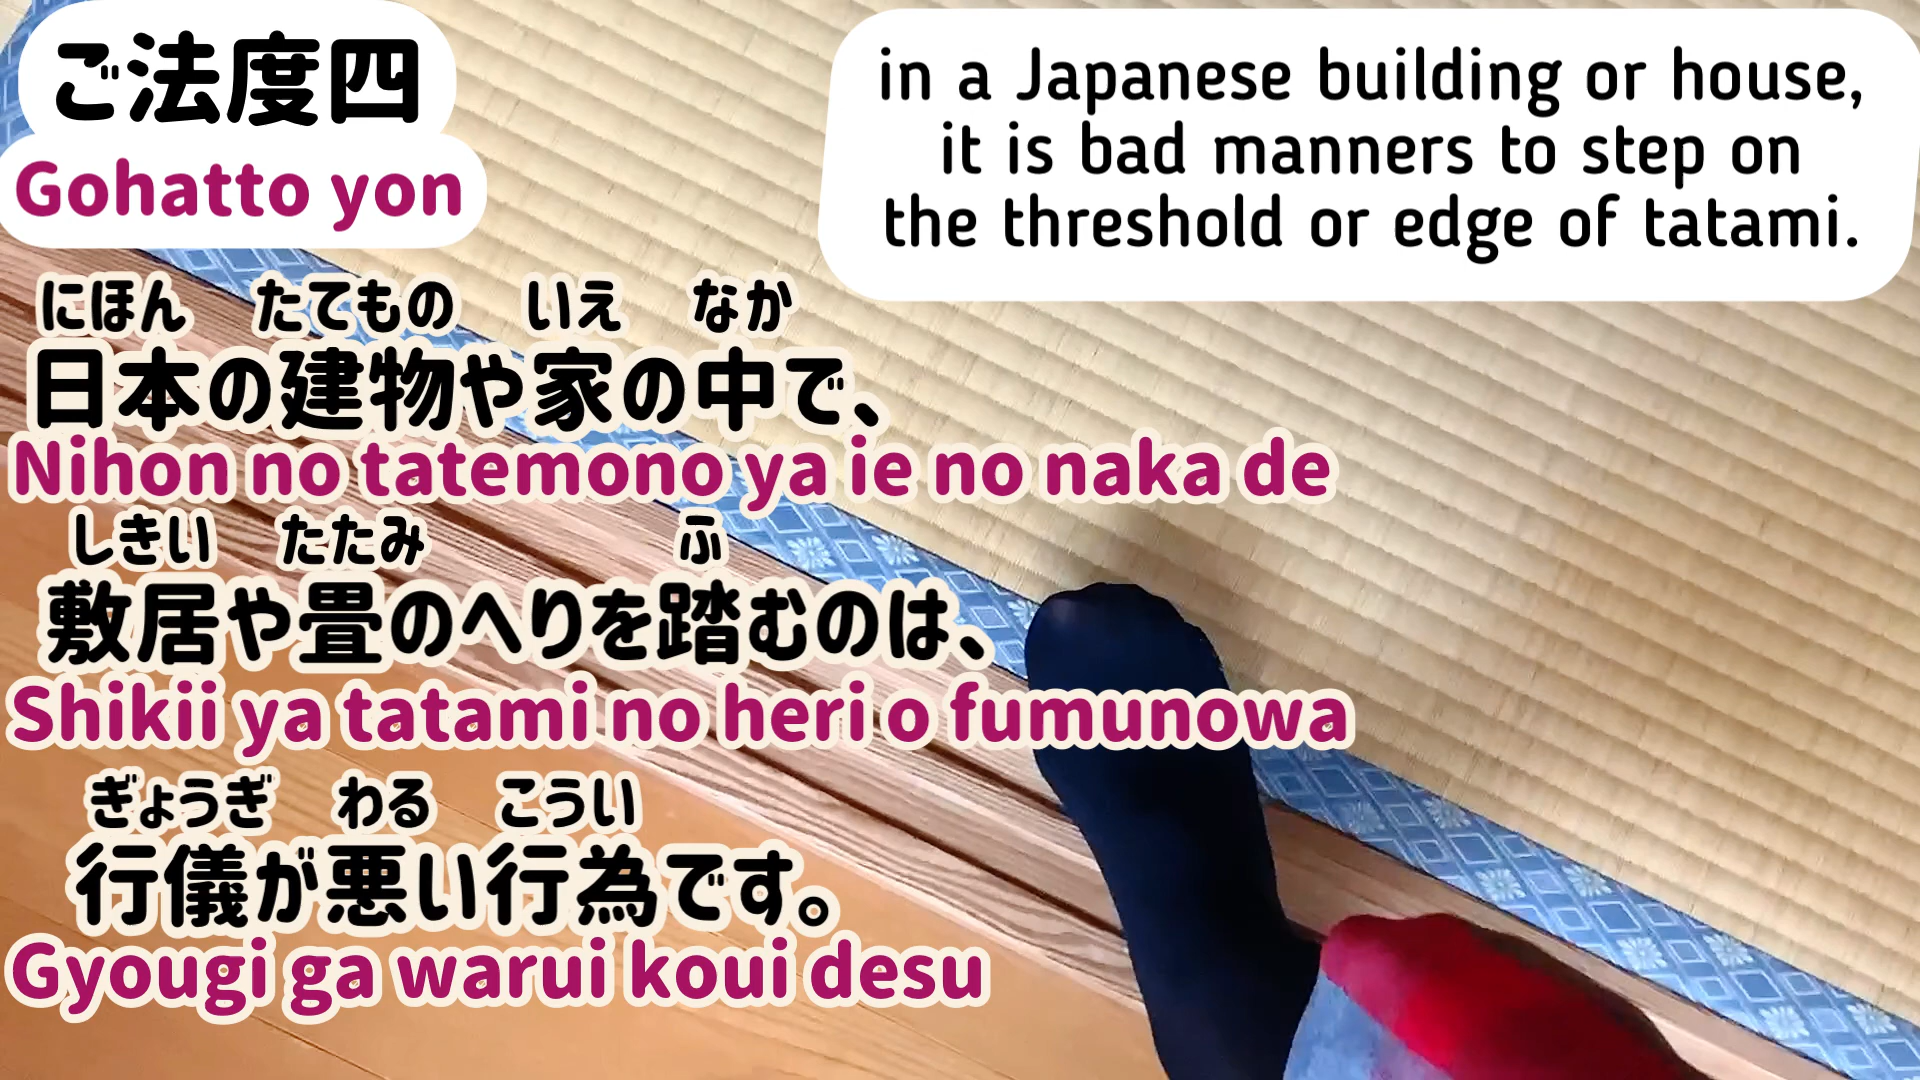 ご法度四
Gohatto yon
in a Japanese building or house,
it is bad manners to step on
the threshold or edge of tatami.
にほん たてもの いえ なか
日本の建物や家の中で、
Nihon no tatemono ya ie no naka de
しきい たたみ ふ
敷居や畳のへりを踏むのは、
Shikii ya tatami no heri o fumunowa
ぎょうぎ わる こうい
行儀が悪い行為です。
Gyougi ga warui koui desu